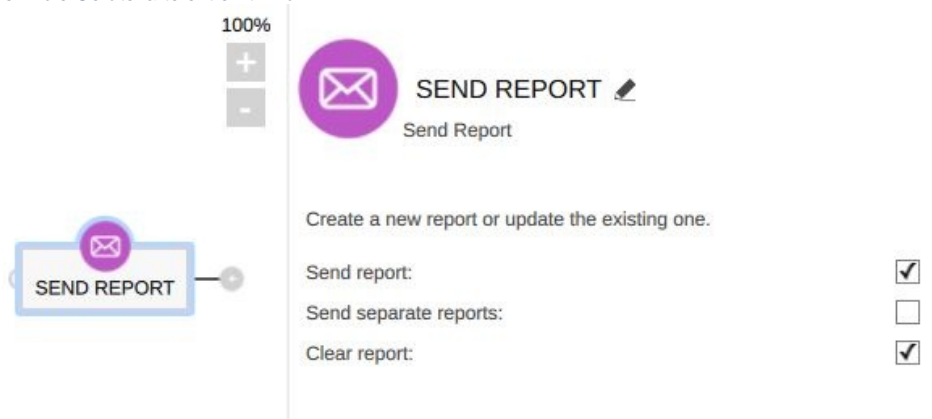 100%
+
-
SEND REPORT
SEND REPORT
Send Report
Create a new report or update the existing one.
Send report:
Send separate reports:
Clear report: